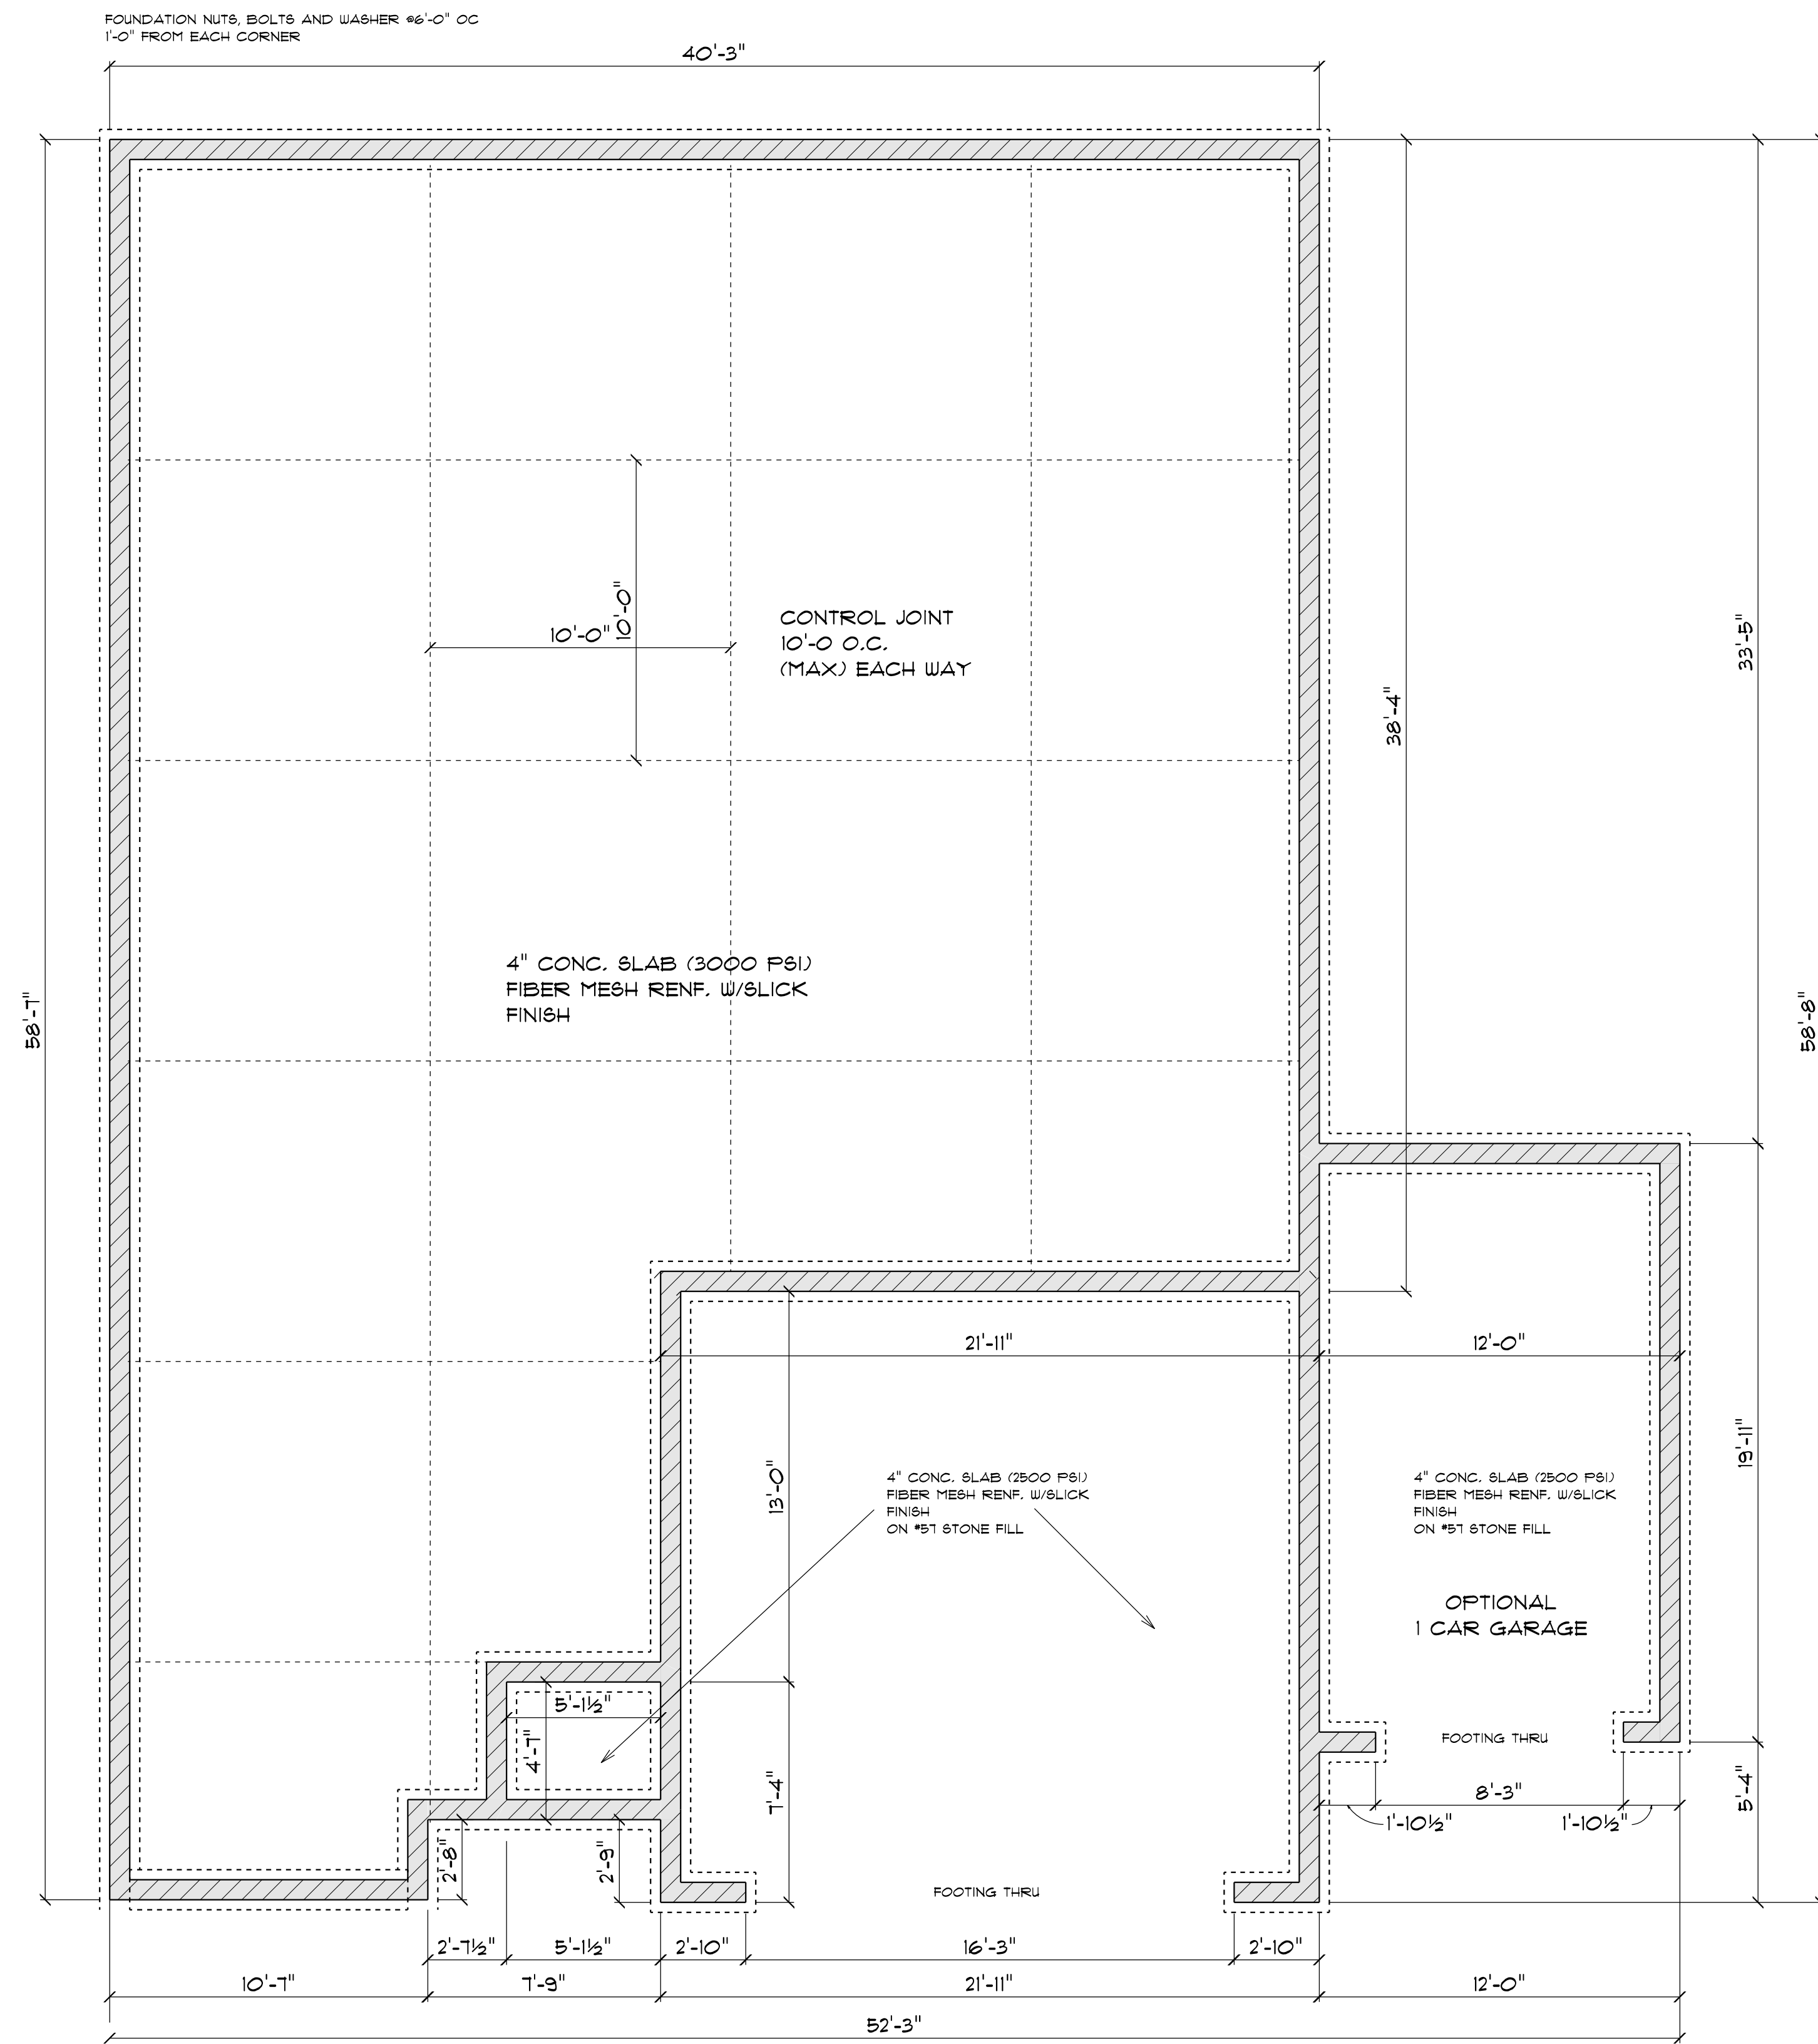 FOUNDATION NUTS, BOLTS AND WASHER @6'-0" OC
1'-0" FROM EACH CORNER
40'-3"
10'-0"
10'-0"
CONTROL JOINT
10'-0 O.C.
(MAX) EACH WAY
33'-5"
38'-4"
4" CONC. SLAB (3000 PSI)
FIBER MESH RENF. W/SLICK
FINISH
58'-7"
58'-8"
21'-11"
12'-0"
13'-0"
19'-11"
4" CONC. SLAB (2500 PSI)
FIBER MESH RENF. W/SLICK
FINISH
ON #57 STONE FILL
4" CONC. SLAB (2500 PSI)
FIBER MESH RENF. W/SLICK
FINISH
ON #57 STONE FILL
OPTIONAL
1 CAR GARAGE
5'-1½"
4'-7"
7'-4"
FOOTING THRU
8'-3"
1'-10½"
1'-10½"
5'-4"
2'-8"
2'-9"
FOOTING THRU
2'-7½"
5'-1½"
2'-10"
16'-3"
2'-10"
10'-7"
7'-9"
21'-11"
12'-0"
52'-3"